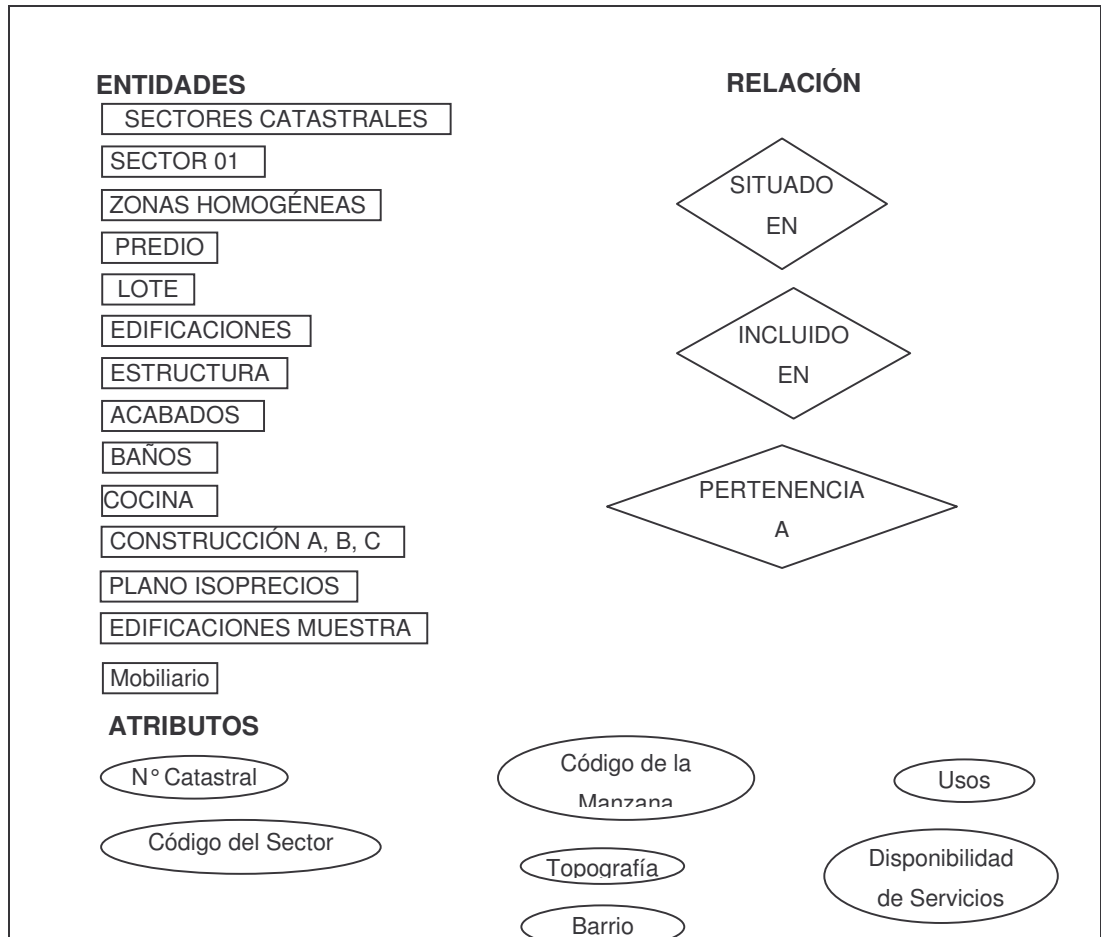 ENTIDADES
SECTORES CATASTRALES
SECTOR 01
ZONAS HOMOGÉNEAS
PREDIO
LOTE
EDIFICACIONES
ESTRUCTURA
ACABADOS
BAÑOS
COCINA
CONSTRUCCIÓN A, B, C
PLANO ISOPRECIOS
EDIFICACIONES MUESTRA
Mobiliario
RELACIÓN
SITUADO
EN
INCLUIDO
EN
PERTENENCIA
A
ATRIBUTOS
N° Catastral
Código del Sector
Código de la
Manzana
Topografía
Barrio
Usos
Disponibilidad
de Servicios